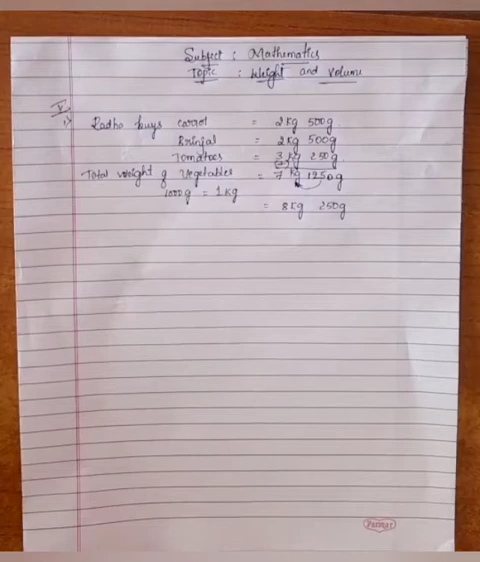 Subject : Mathematics
Topic : Weight and Volume
V
1) Radha buys carrot = 2 Kg 500g
Brinjal = 2 Kg 500g
Tomatoes = 3 Kg 250g
Total weight of Vegetables = 7 Kg 1250g
1000g = 1 Kg
= 8 Kg 250g
Parmar